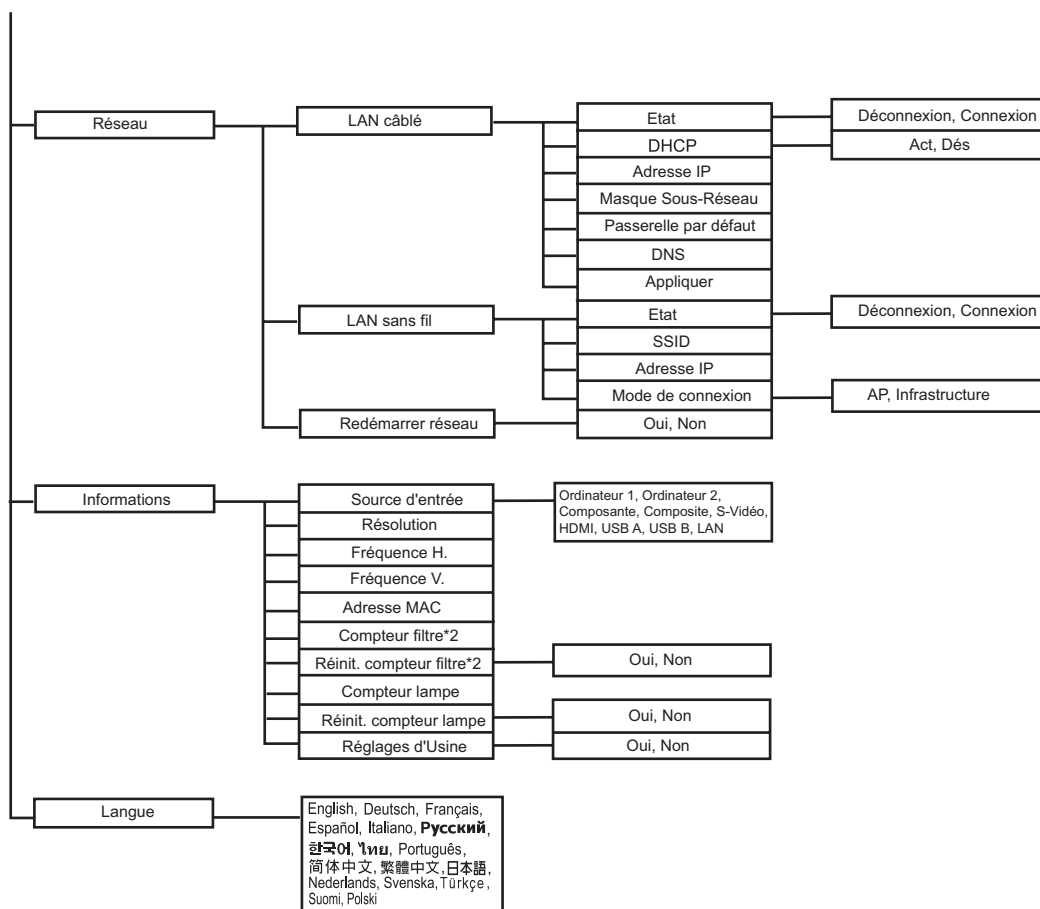 Réseau
LAN câblé
Etat
Déconnexion, Connexion
DHCP
Act, Dés
Adresse IP
Masque Sous-Réseau
Passerelle par défaut
DNS
Appliquer
LAN sans fil
Etat
Déconnexion, Connexion
SSID
Adresse IP
Mode de connexion
AP, Infrastructure
Redémarrer réseau
Oui, Non
Informations
Source d'entrée
Ordinateur 1, Ordinateur 2,
Composante, Composite, S-Vidéo,
HDMI, USB A, USB B, LAN
Résolution
Fréquence H.
Fréquence V.
Adresse MAC
Compteur filtre*2
Réinit. compteur filtre*2
Oui, Non
Compteur lampe
Réinit. compteur lampe
Oui, Non
Réglages d'Usine
Oui, Non
Langue
English, Deutsch, Français,
Español, Italiano, Русский,
한국어, ไทย, Português,
简体中文, 繁體中文, 日本語,
Nederlands, Svenska, Türkçe,
Suomi, Polski